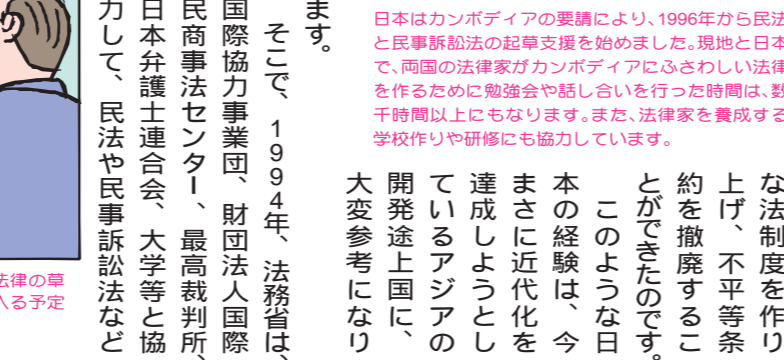 日本はカンボディアの要請により、1996年から民法
と民事訴訟法の起草支援を始めました。現地と日本
で、両国の法律家がカンボディアにふさわしい法律
を作るために勉強会や話し合いを行った時間は、数
千時間以上にもなります。また、法律家を養成する
学校作りや研修にも協力しています。
な法制度を作り
上げ、不平等条
約を撤廃するこ
とができたのです。
このような日
本の経験は、今
まさに近代化を
達成しようとし
ているアジアの
開発途上国に、
大変参考になり
ます。
そこで、1994年、法務省は、
国際協力事業団、財団法人国際
民商事法センター、最高裁判所、
日本弁護士連合会、大学等と協
力して、民法や民事訴訟法など
法律の草
入る予定